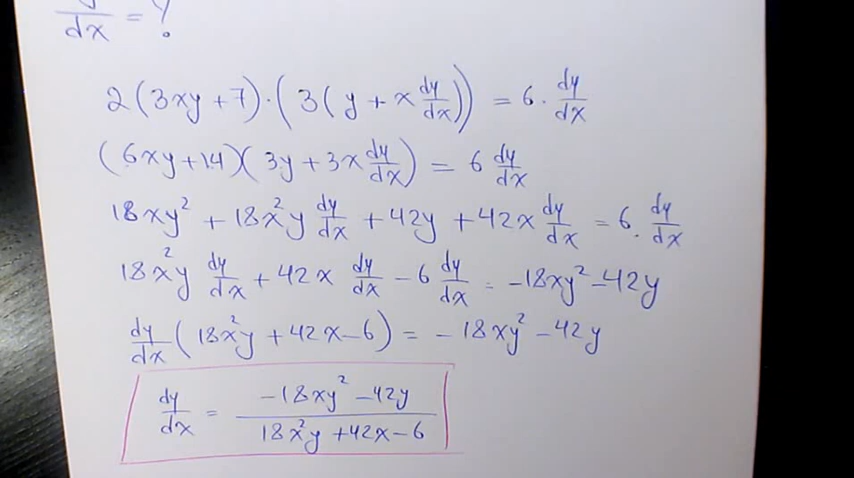 dy/dx = ?
2(3xy+7)·(3(y + x dy/dx)) = 6 · dy/dx
(6xy+14)(3y+3x dy/dx) = 6 dy/dx
18xy² + 18x²y dy/dx + 42y + 42x dy/dx = 6. dy/dx
18x²y dy/dx + 42x dy/dx - 6 dy/dx = -18xy² - 42y
dy/dx (18x²y + 42x - 6) = - 18xy² - 42y
dy/dx = (-18xy² - 42y)/(18x²y + 42x - 6)